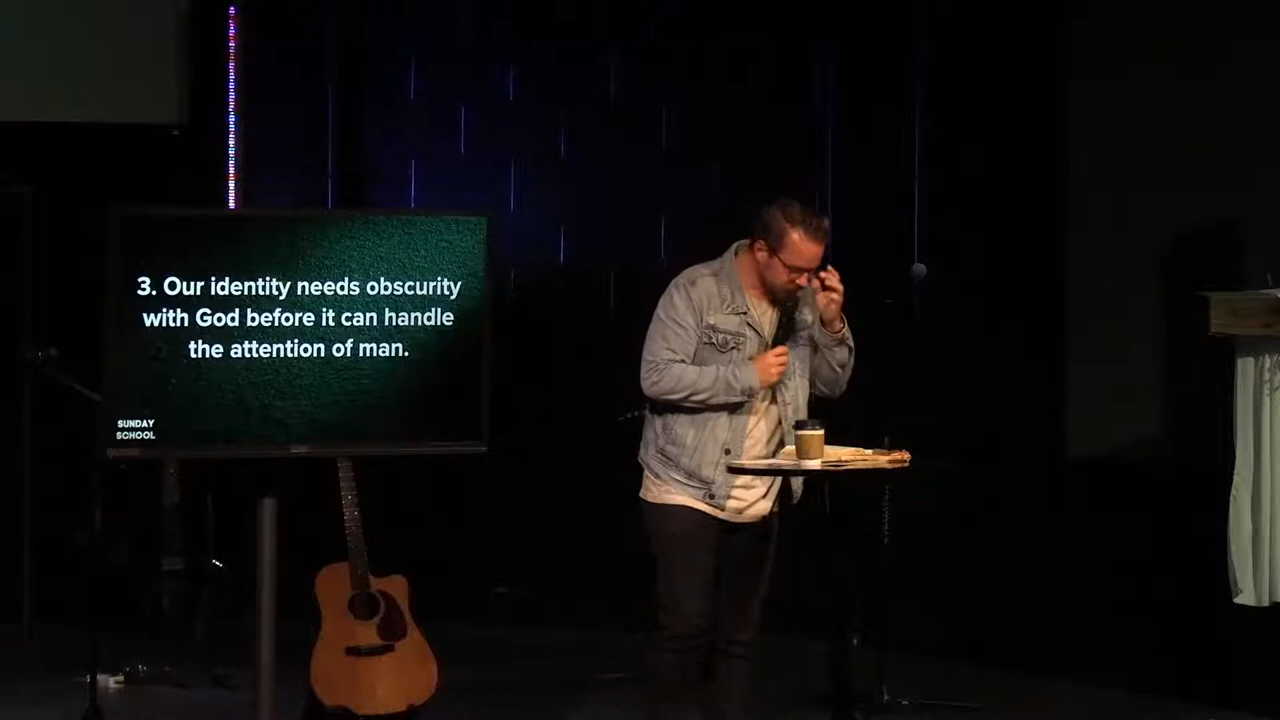 3. Our identity needs obscurity
with God before it can handle
the attention of man.
SUNDAY
SCHOOL